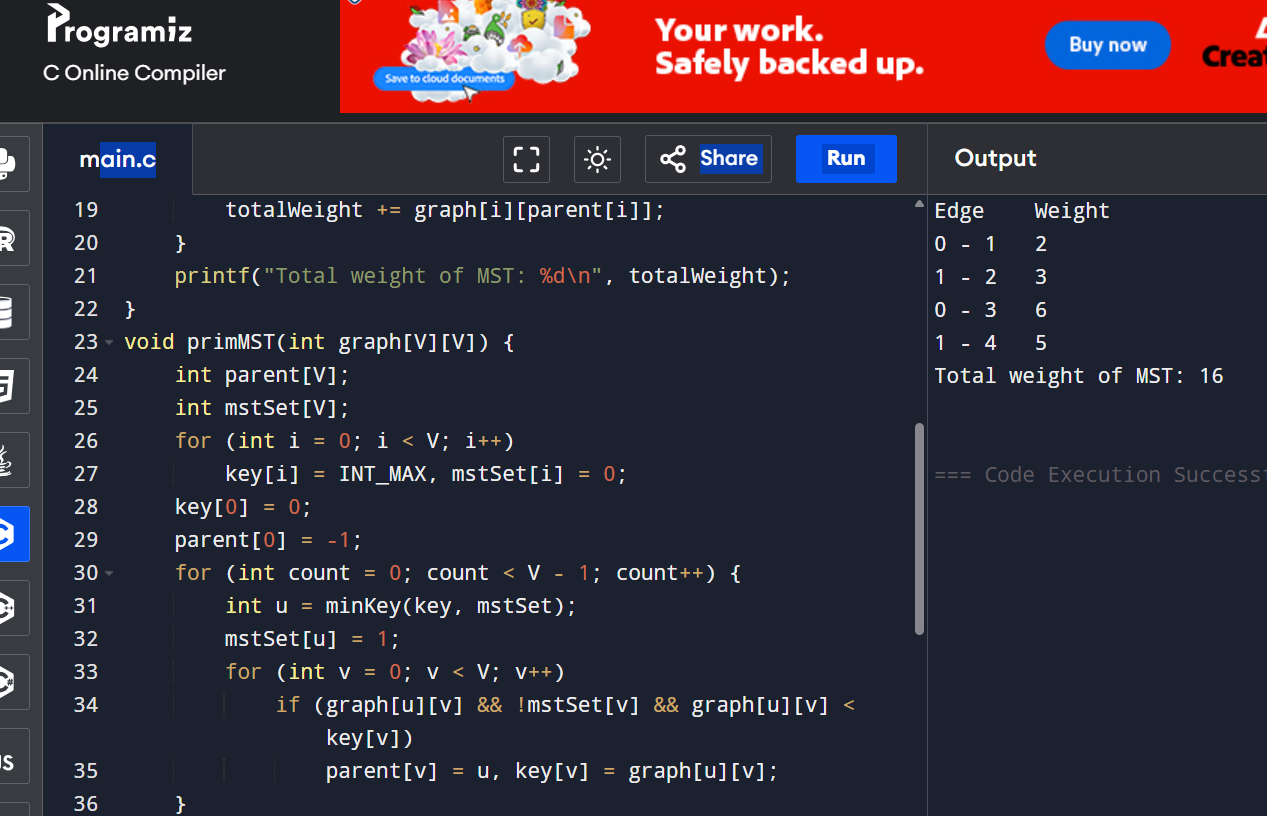 Programiz
C Online Compiler
Save to cloud documents
Your work.
Safely backed up.
Buy now
main.c
Share
Run
Output
19 totalWeight += graph[i][parent[i]];
20 }
21 printf("Total weight of MST: %d\n", totalWeight);
22 }
23 void primMST(int graph[V][V]) {
24 int parent[V];
25 int mstSet[V];
26 for (int i = 0; i < V; i++)
27 key[i] = INT_MAX, mstSet[i] = 0;
28 key[0] = 0;
29 parent[0] = -1;
30 for (int count = 0; count < V - 1; count++) {
31 int u = minKey(key, mstSet);
32 mstSet[u] = 1;
33 for (int v = 0; v < V; v++)
34 if (graph[u][v] && !mstSet[v] && graph[u][v] <
key[v])
35 parent[v] = u, key[v] = graph[u][v];
36 }
Edge Weight
0 - 1 2
1 - 2 3
0 - 3 6
1 - 4 5
Total weight of MST: 16
=== Code Execution